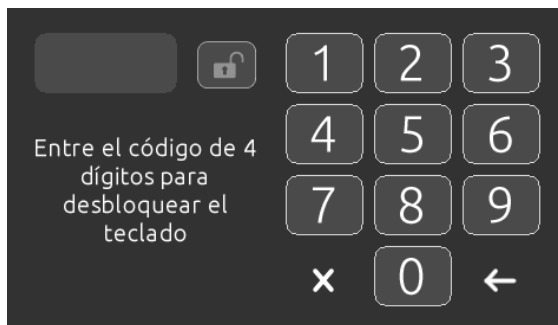 1 2 3
4 5 6
7 8 9
0
Entre el código de 4
dígitos para
desbloquear el
teclado